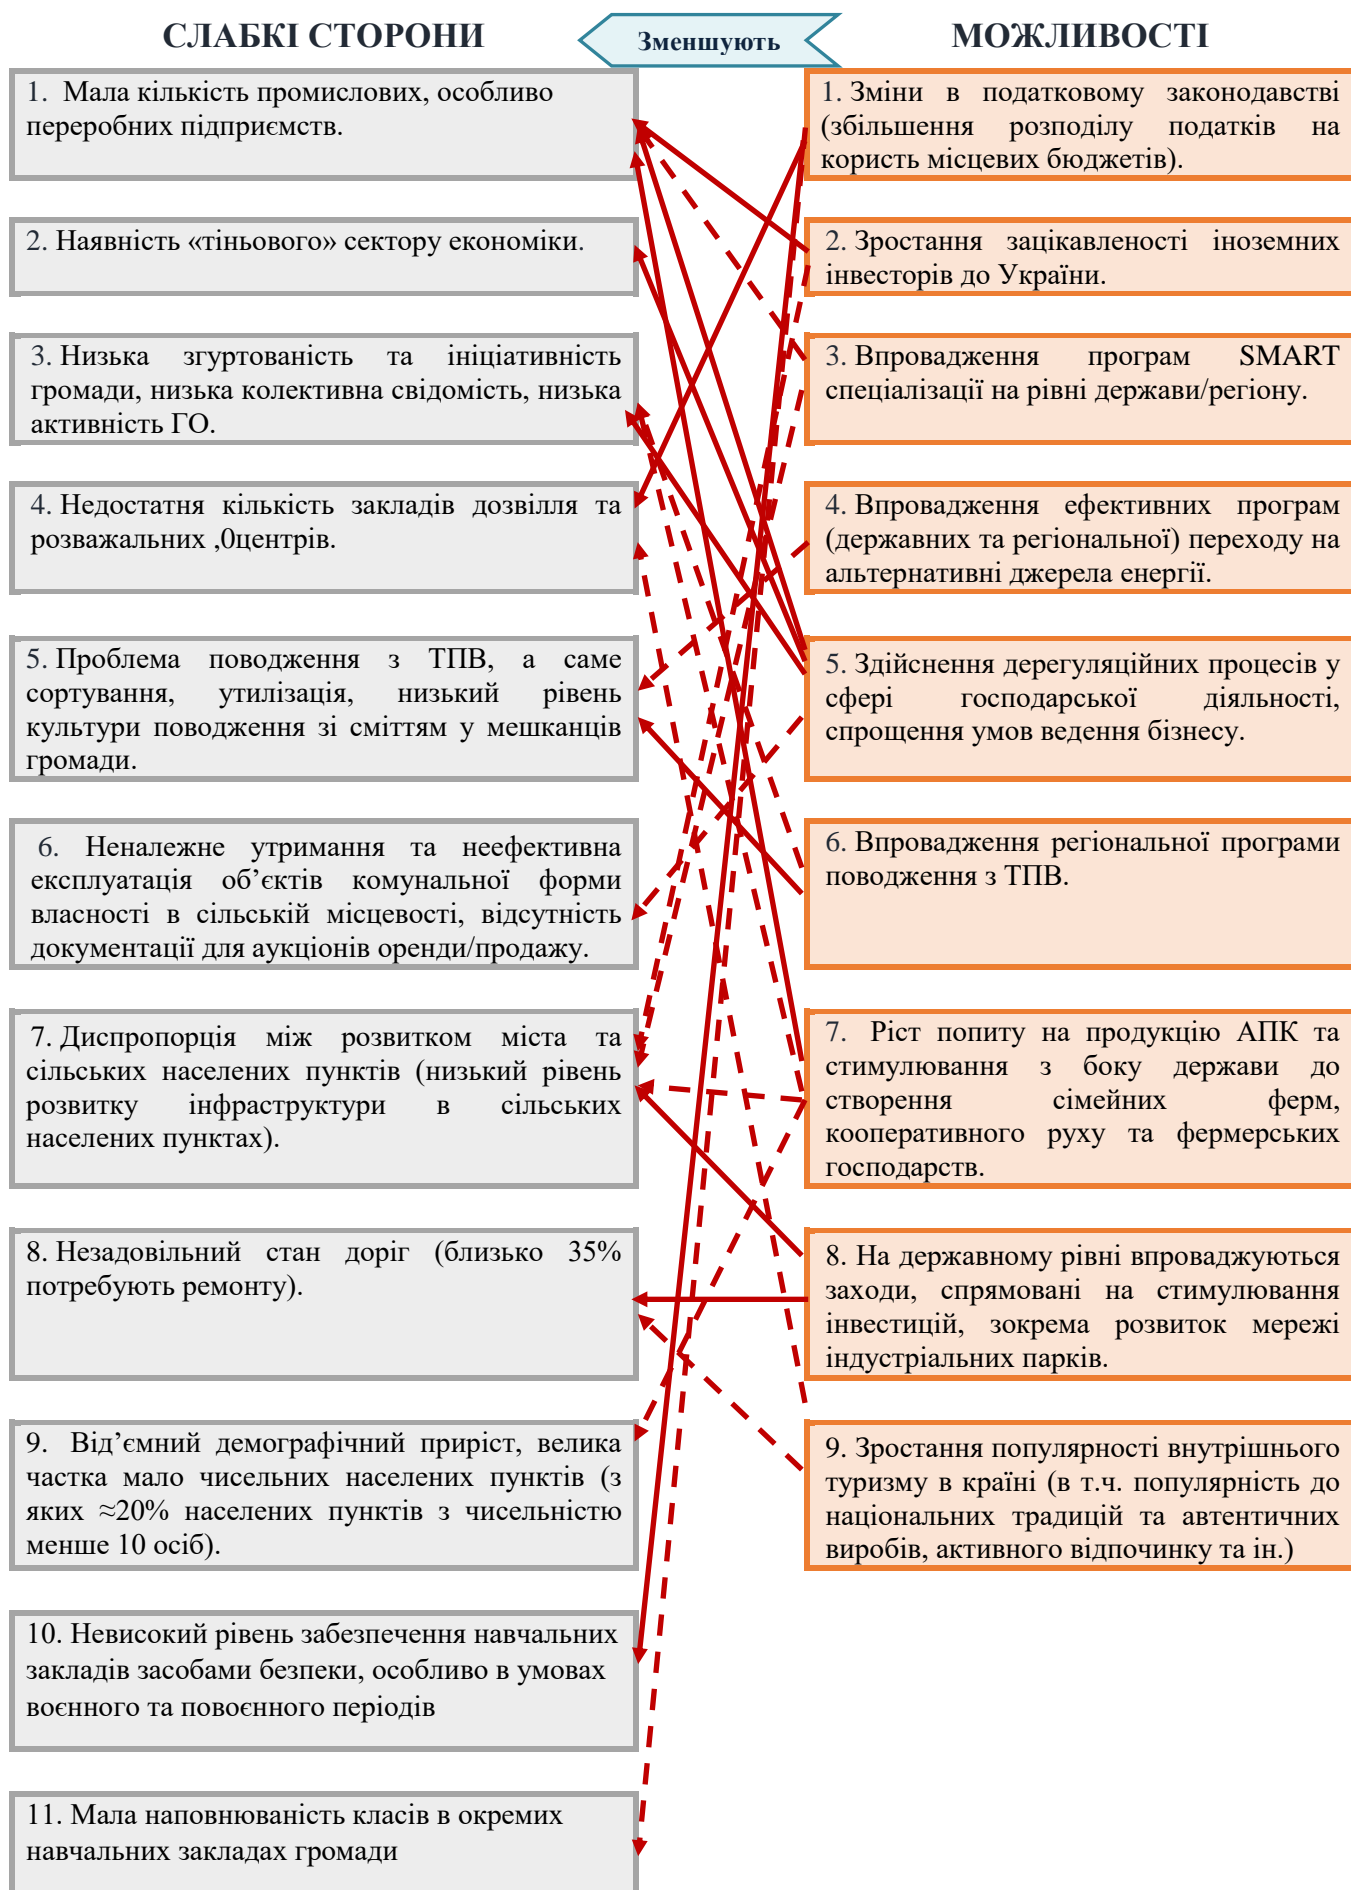 СЛАБКІ СТОРОНИ
Зменшують
МОЖЛИВОСТІ
1. Мала кількість промислових, особливо
переробних підприємств.
2. Наявність «тіньового» сектору економіки.
3. Низька згуртованість та ініціативність
громади, низька колективна свідомість, низька
активність ГО.
4. Недостатня кількість закладів дозвілля та
розважальних ,0центрів.
5. Проблема поводження з ТПВ, а саме
сортування, утилізація, низький рівень
культури поводження зі сміттям у мешканців
громади.
6. Неналежне утримання та неефективна
експлуатація об’єктів комунальної форми
власності в сільській місцевості, відсутність
документації для аукціонів оренди/продажу.
7. Диспропорція між розвитком міста та
сільських населених пунктів (низький рівень
розвитку інфраструктури в сільських
населених пунктах).
8. Незадовільний стан доріг (близько 35%
потребують ремонту).
9. Від’ємний демографічний приріст, велика
частка мало чисельних населених пунктів (з
яких ≈20% населених пунктів з чисельністю
менше 10 осіб).
10. Невисокий рівень забезпечення навчальних
закладів засобами безпеки, особливо в умовах
воєнного та повоєнного періодів
11. Мала наповнюваність класів в окремих
навчальних закладах громади
1. Зміни в податковому законодавстві
(збільшення розподілу податків на
користь місцевих бюджетів).
2. Зростання зацікавленості іноземних
інвесторів до України.
3. Впровадження програм SMART
спеціалізації на рівні держави/регіону.
4. Впровадження ефективних програм
(державних та регіональної) переходу на
альтернативні джерела енергії.
5. Здійснення дерегуляційних процесів у
сфері господарської діяльності,
спрощення умов ведення бізнесу.
6. Впровадження регіональної програми
поводження з ТПВ.
7. Ріст попиту на продукцію АПК та
стимулювання з боку держави до
створення сімейних ферм,
кооперативного руху та фермерських
господарств.
8. На державному рівні впроваджуються
заходи, спрямовані на стимулювання
інвестицій, зокрема розвиток мережі
індустріальних парків.
9. Зростання популярності внутрішнього
туризму в країні (в т.ч. популярність до
національних традицій та автентичних
виробів, активного відпочинку та ін.)